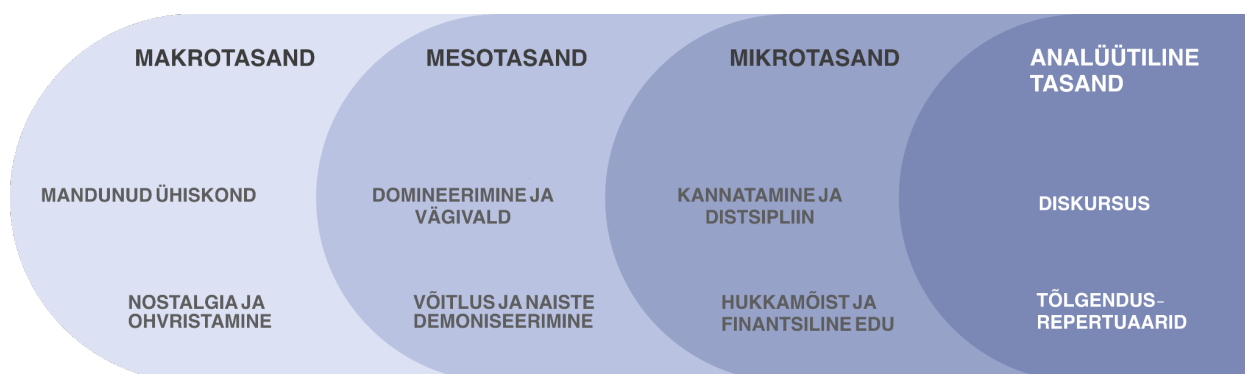 MAKROTASAND
MESOTASAND
MIKROTASAND
ANALÜÜTILINE
TASAND
MANDUNUD ÜHISKOND
DOMINEERIMINE JA
VÄGIVALD
KANNATAMINE JA
DISTSIPLIIN
DISKURSUS
NOSTALGIA JA
OHVRISTAMINE
VÕITLUS JA NAISTE
DEMONISEERIMINE
HUKKAMÕIST JA
FINANTSILINE EDU
TÕLGENDUS-
REPERTUAARID